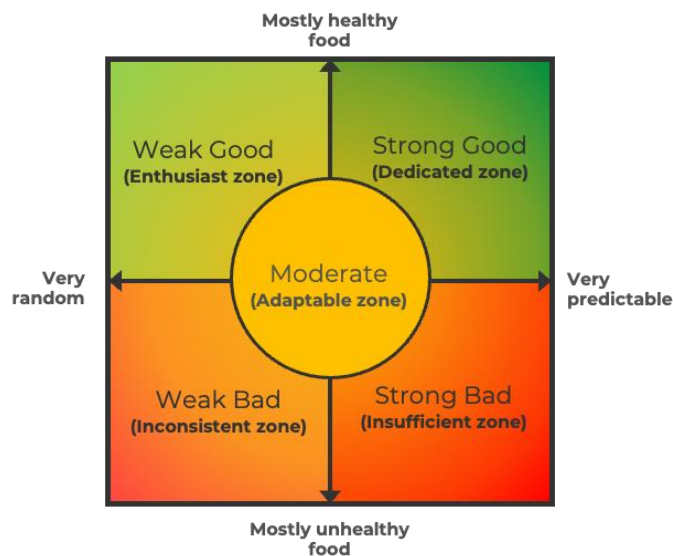 Mostly healthy
food
Weak Good
(Enthusiast zone)
Strong Good
(Dedicated zone)
Very
random
Moderate
(Adaptable zone)
Very
predictable
Weak Bad
(Inconsistent zone)
Strong Bad
(Insufficient zone)
Mostly unhealthy
food